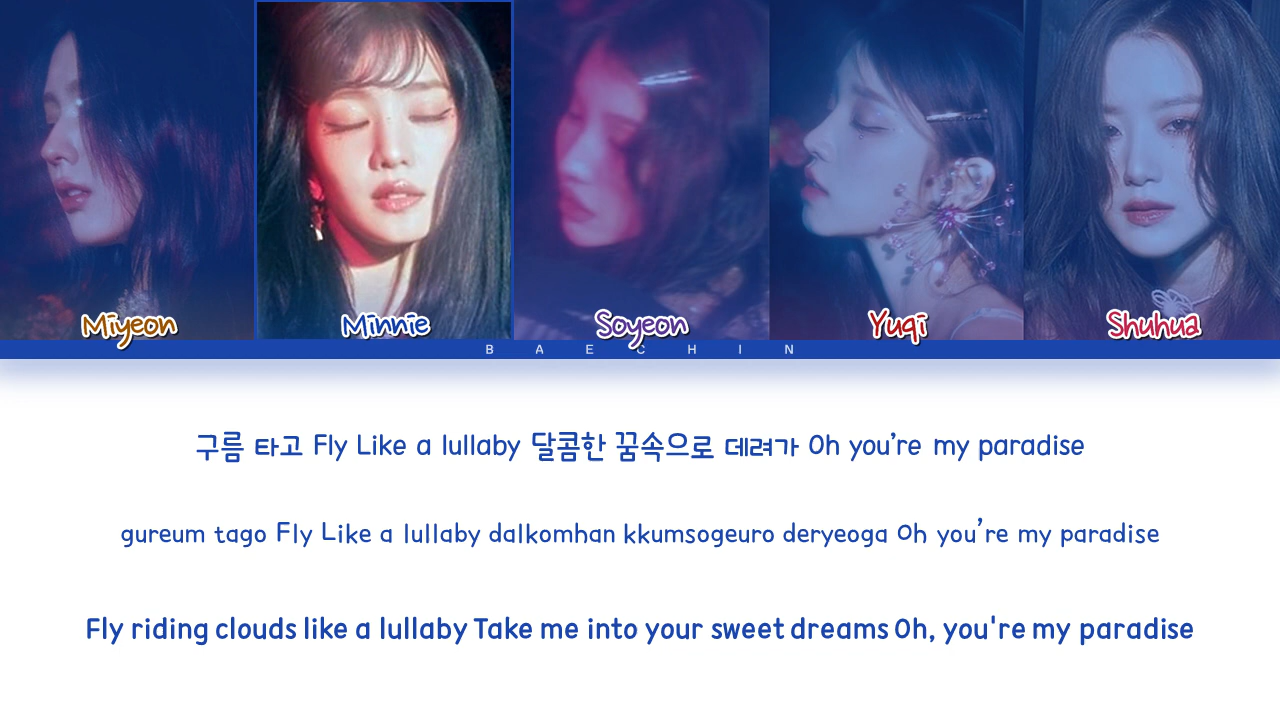 Miyeon Minnie Soyeon Yuqi Shuhua
BAECHIN
구름 타고 Fly Like a lullaby 달콤한 꿈속으로 데려가 Oh you’re my paradise
gureum tago Fly Like a lullaby dalkomhan kkumsogeuro deryeoga Oh you’re my paradise
Fly riding clouds like a lullaby Take me into your sweet dreams Oh, you're my paradise